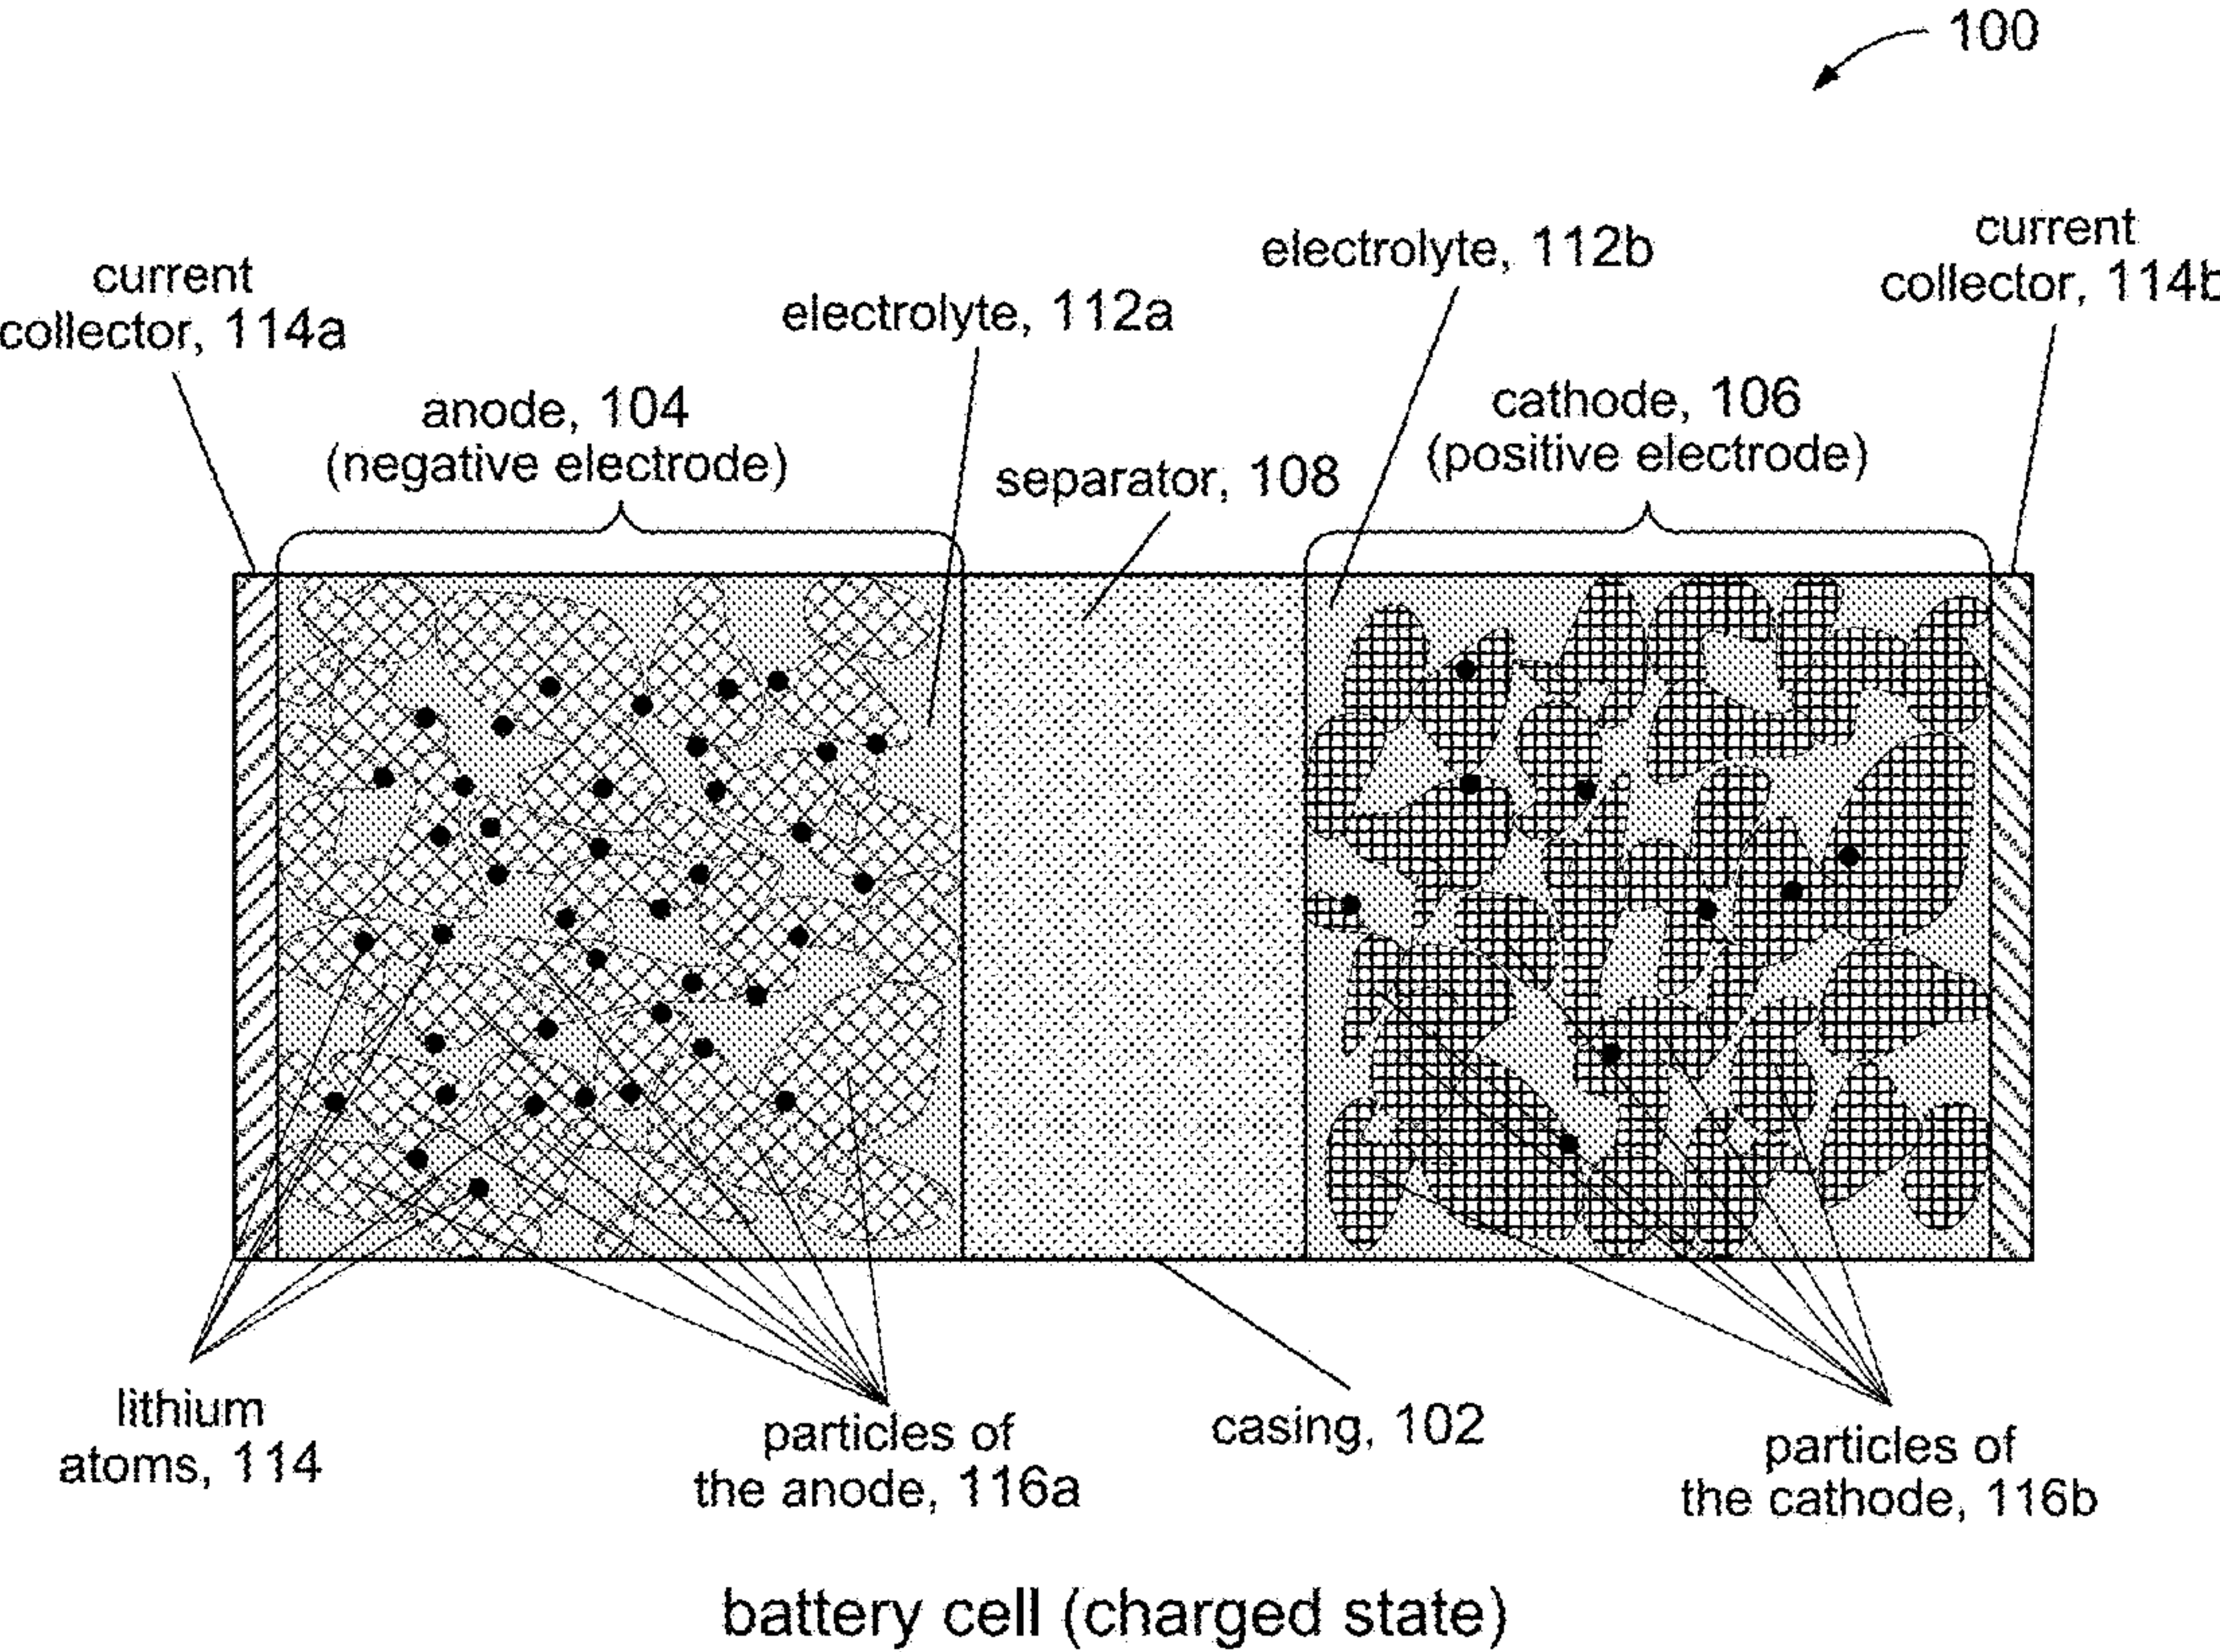 100
current
collector, 114a
electrolyte, 112a
electrolyte, 112b
current
collector, 114b
anode, 104
(negative electrode)
separator, 108
cathode, 106
(positive electrode)
lithium
atoms, 114
particles of
the anode, 116a
casing, 102
particles of
the cathode, 116b
battery cell (charged state)